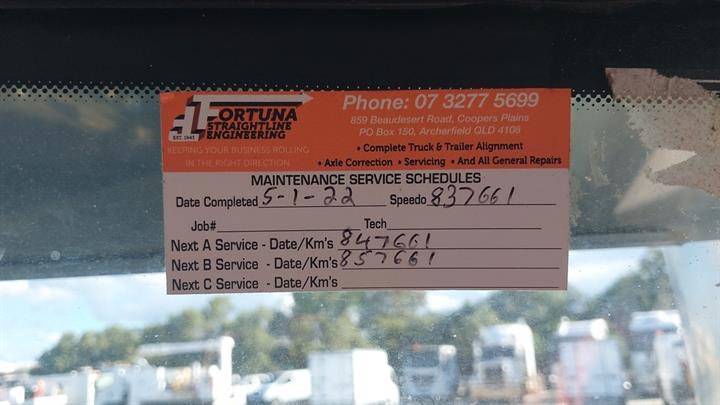 FORTUNA
STRAIGHTLINE
ENGINEERING
EST. 1941
KEEPING YOUR BUSINESS ROLLING
IN THE RIGHT DIRECTION
Phone: 07 3277 5699
859 Beaudesert Road, Coopers Plains
PO Box 150, Archerfield QLD 4108
• Complete Truck & Trailer Alignment
• Axle Correction • Servicing • And All General Repairs
MAINTENANCE SERVICE SCHEDULES
Date Completed 5-1-22 Speedo 837661
Job# Tech
Next A Service - Date/Km's 847661
Next B Service - Date/Km's 857661
Next C Service - Date/Km's